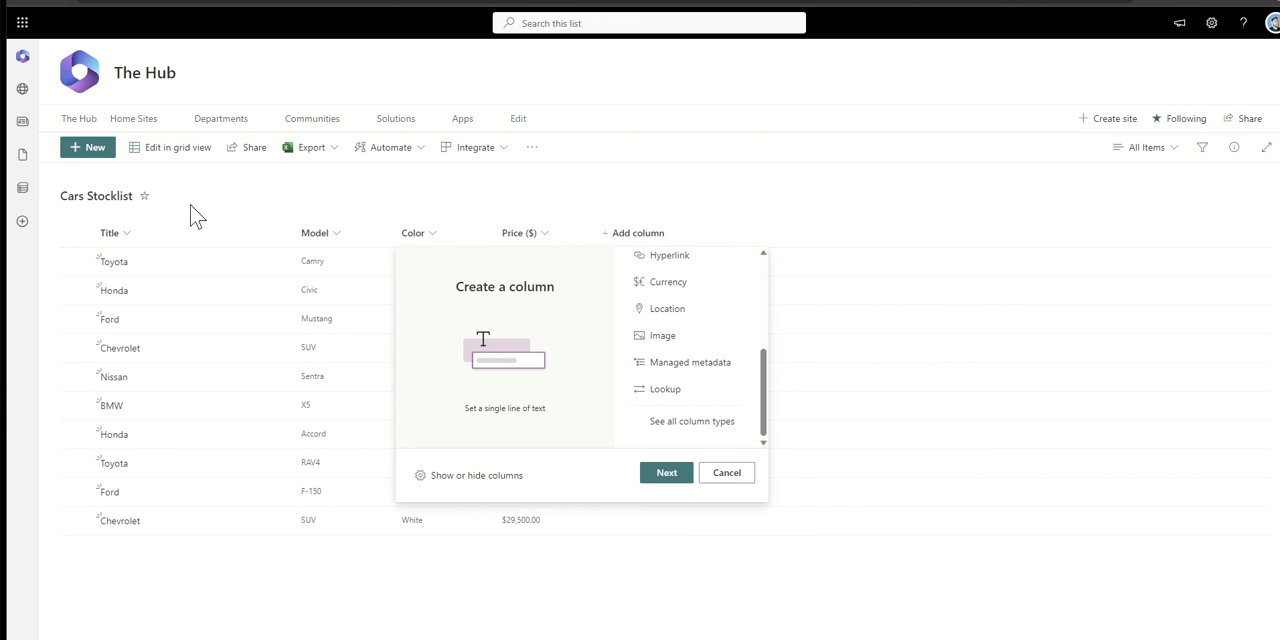 Search this list
?
The Hub
The Hub Home Sites Departments Communities Solutions Apps Edit
+ Create site Following Share
+ New Edit in grid view Share Export Automate Integrate ...
All Items
Cars Stocklist
Title Model Color Price ($) + Add column
Toyota Camry
Honda Civic
Ford Mustang
Chevrolet SUV
Nissan Sentra
BMW X5
Honda Accord
Toyota RAV4
Ford F-150
Chevrolet SUV White $29,500.00
Create a column
T
Set a single line of text
Hyperlink
Currency
Location
Image
Managed metadata
Lookup
See all column types
Show or hide columns
Next Cancel